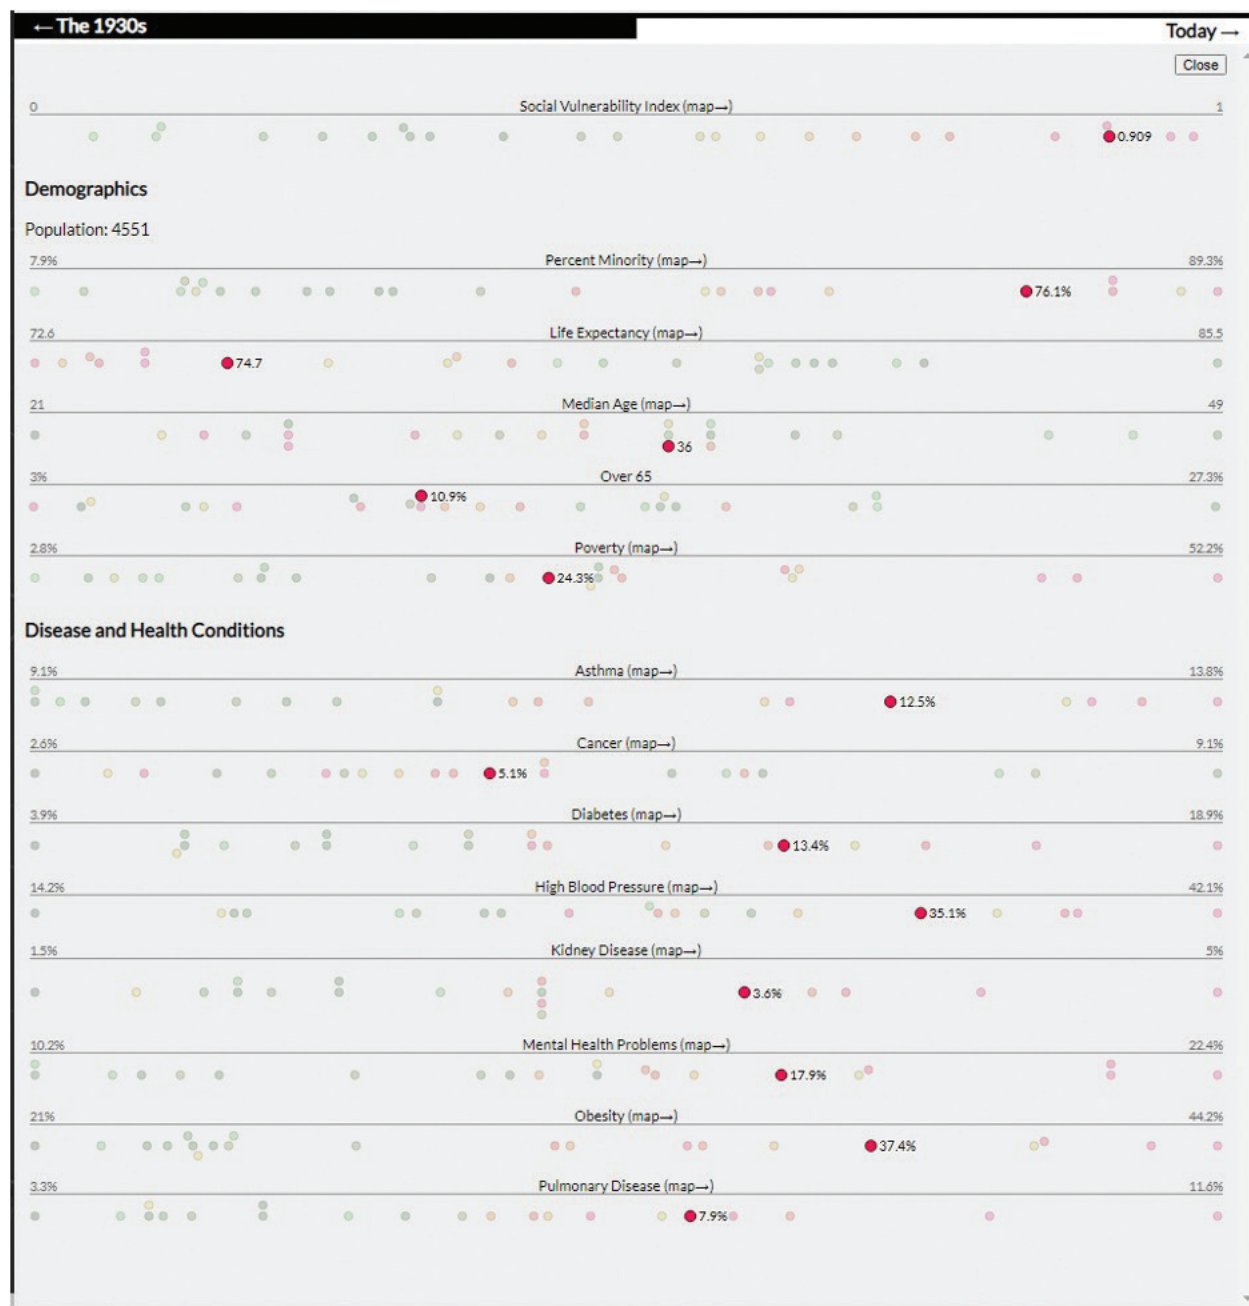 ← The 1930s
Today →
Close
0 Social Vulnerability Index (map→) 1
0.909
Demographics
Population: 4551
7.9% Percent Minority (map→) 89.3%
76.1%
72.6 Life Expectancy (map→) 85.5
74.7
21 Median Age (map→) 49
36
3% Over 65 27.3%
10.9%
2.8% Poverty (map→) 52.2%
24.3%
Disease and Health Conditions
9.1% Asthma (map→) 13.8%
12.5%
2.6% Cancer (map→) 9.1%
5.1%
3.9% Diabetes (map→) 18.9%
13.4%
14.2% High Blood Pressure (map→) 42.1%
35.1%
1.5% Kidney Disease (map→) 5%
3.6%
10.2% Mental Health Problems (map→) 22.4%
17.9%
21% Obesity (map→) 44.2%
37.4%
3.3% Pulmonary Disease (map→) 11.6%
7.9%